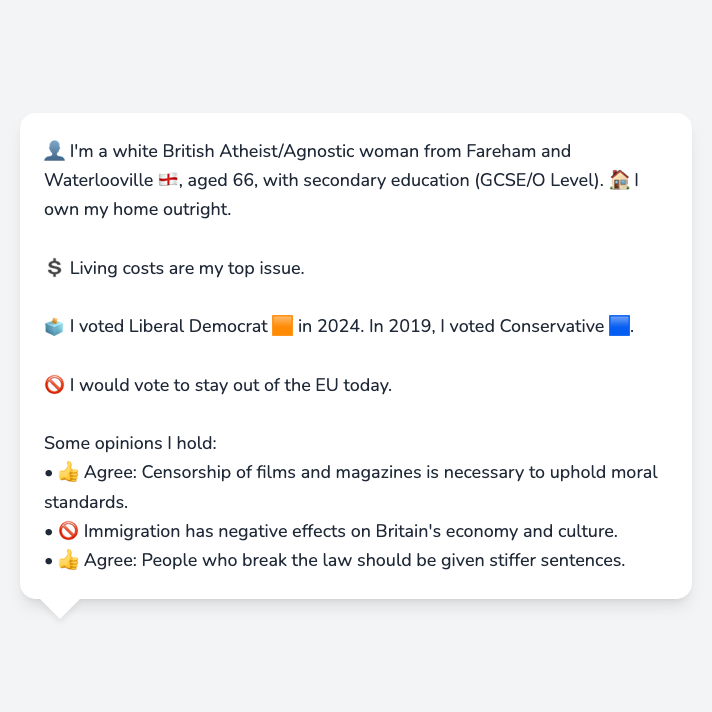 👤 I'm a white British Atheist/Agnostic woman from Fareham and
Waterlooville 🏴󠁧󠁢󠁥󠁮󠁧󠁿, aged 66, with secondary education (GCSE/O Level). 🏠 I
own my home outright.
💲 Living costs are my top issue.
🗳️ I voted Liberal Democrat 🟧 in 2024. In 2019, I voted Conservative 🟦.
🚫 I would vote to stay out of the EU today.
Some opinions I hold:
• 👍 Agree: Censorship of films and magazines is necessary to uphold moral
standards.
• 🚫 Immigration has negative effects on Britain's economy and culture.
• 👍 Agree: People who break the law should be given stiffer sentences.